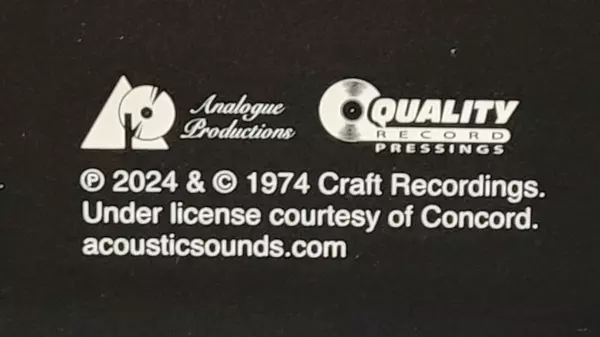 Analogue
Productions
QUALITY
RECORD
PRESSINGS
℗ 2024 & © 1974 Craft Recordings.
Under license courtesy of Concord.
acousticsounds.com